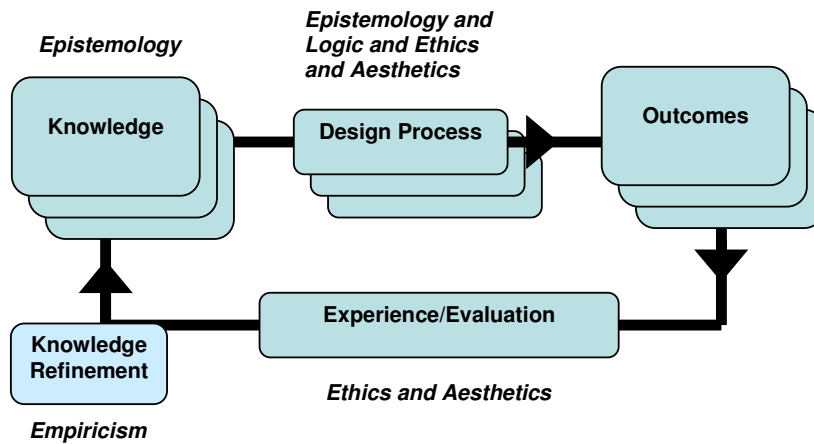 Epistemology
Epistemology and
Logic and Ethics
and Aesthetics
Knowledge
Design Process
Outcomes
Experience/Evaluation
Knowledge
Refinement
Ethics and Aesthetics
Empiricism